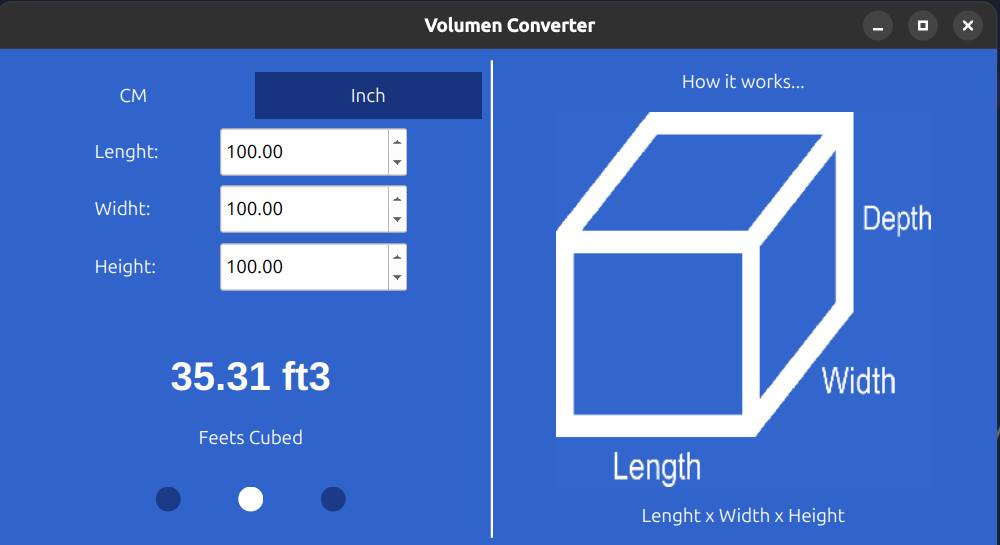 Volumen Converter
CM
Inch
Lenght:
100.00
Widht:
100.00
Height:
100.00
35.31 ft3
Feets Cubed
How it works...
Depth
Width
Length
Lenght x Width x Height